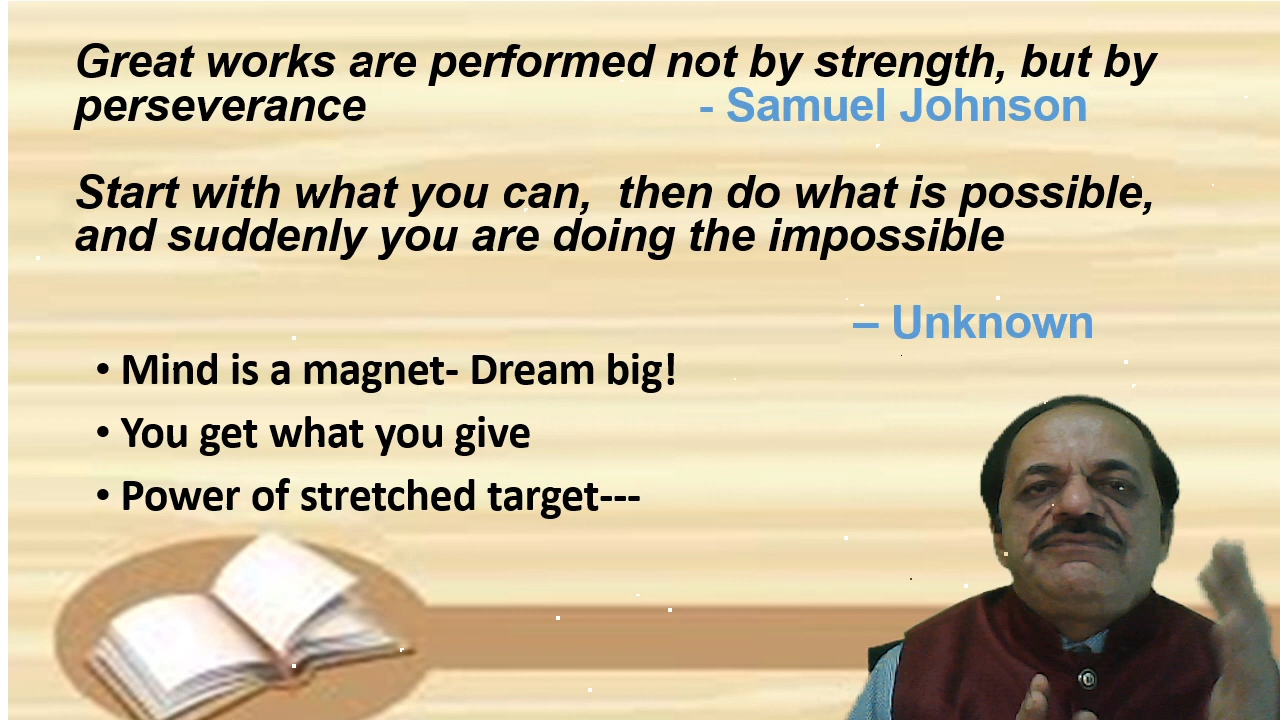 Great works are performed not by strength, but by
perseverance - Samuel Johnson
Start with what you can, then do what is possible,
and suddenly you are doing the impossible
– Unknown
• Mind is a magnet- Dream big!
• You get what you give
• Power of stretched target---